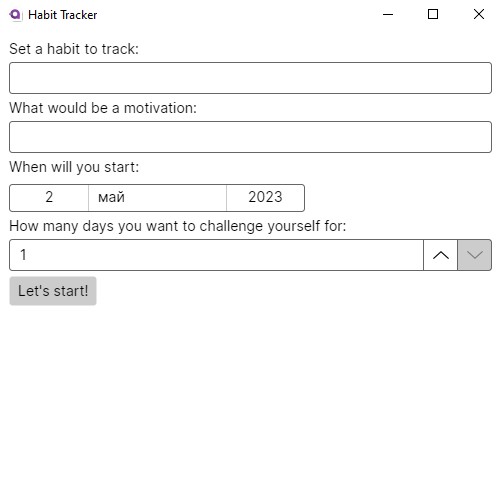 Habit Tracker
Set a habit to track:
What would be a motivation:
When will you start:
2 май 2023
How many days you want to challenge yourself for:
1
Let's start!